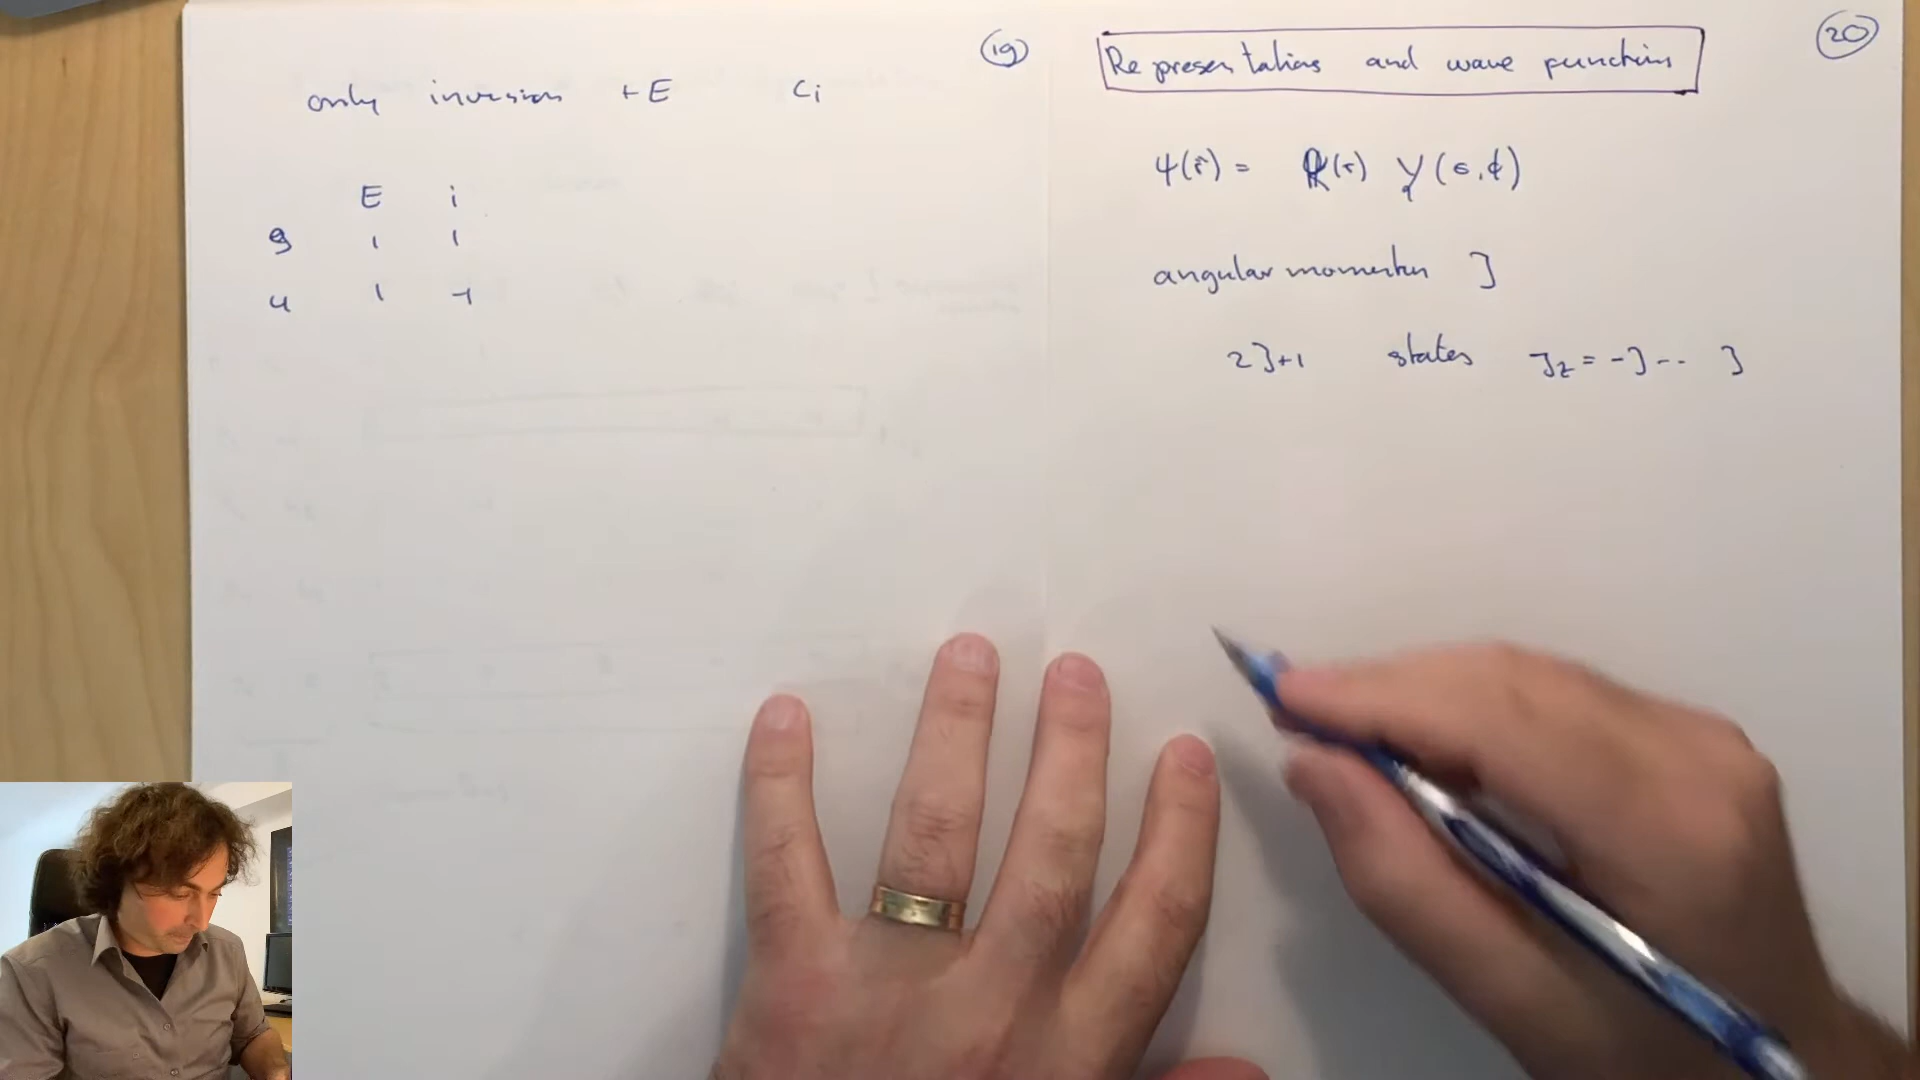 19
only inversion + E Ci
E i
g 1 1
u 1 -1
20
Representations and wave functions
ψ(r̂) = R(r) Y(θ,ϕ)
angular momentum J
2J+1 states Jz = -J -- J